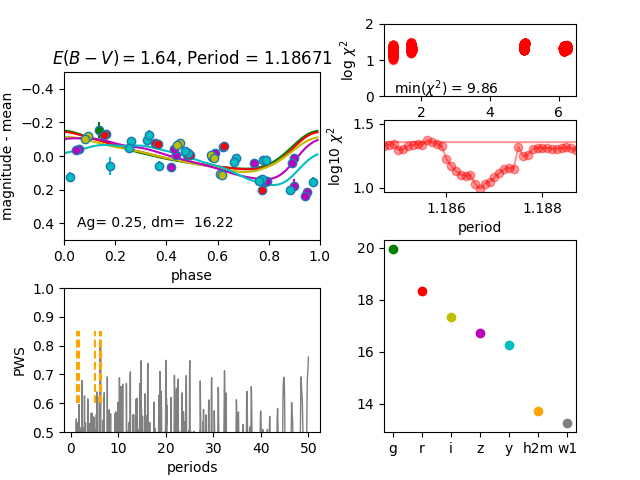 E(B − V) = 1.64, Period = 1.18671
magnitude - mean
−0.4
−0.2
0.0
0.2
0.4
Ag= 0.25, dm=  16.22
0.0 0.2 0.4 0.6 0.8 1.0
phase
log χ²
2
1
0
min(χ²) = 9.86
2 4 6
log10 χ²
1.5
1.0
1.186 1.188
period
PWS
1.0
0.9
0.8
0.7
0.6
0.5
0 10 20 30 40 50
periods
20
18
16
14
g r i z y h2m w1